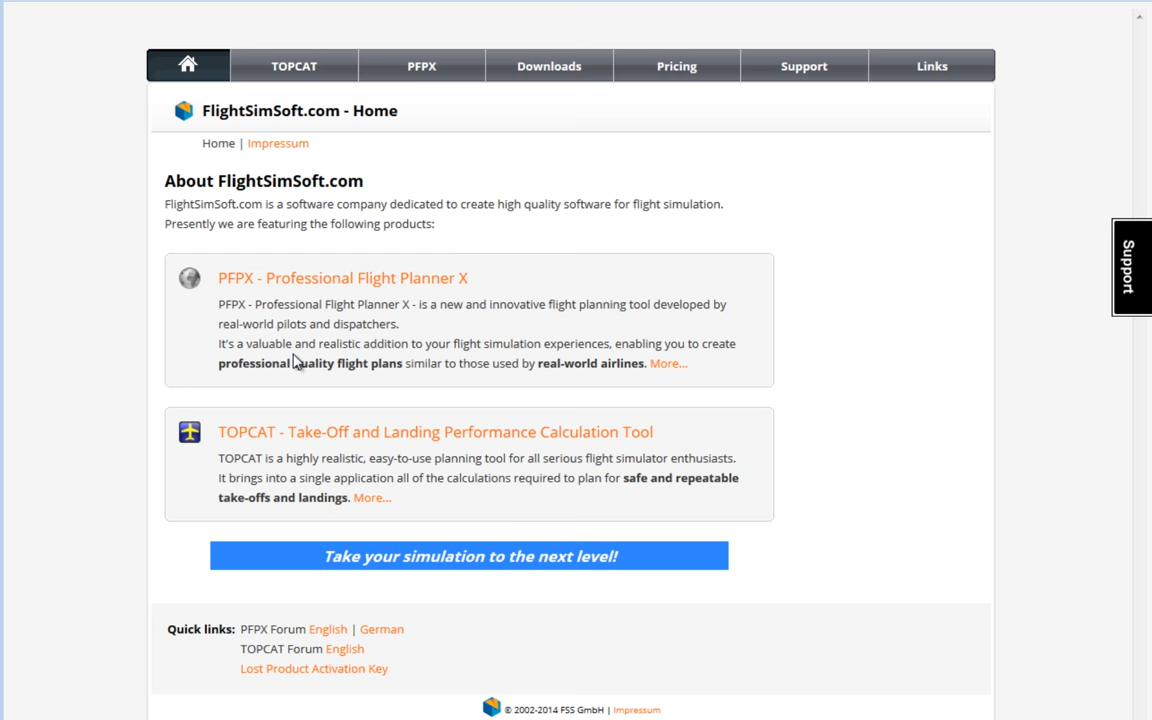 TOPCAT PFPX Downloads Pricing Support Links
FlightSimSoft.com - Home
Home | Impressum
About FlightSimSoft.com
FlightSimSoft.com is a software company dedicated to create high quality software for flight simulation.
Presently we are featuring the following products:
Support
PFPX - Professional Flight Planner X
PFPX - Professional Flight Planner X - is a new and innovative flight planning tool developed by
real-world pilots and dispatchers.
It's a valuable and realistic addition to your flight simulation experiences, enabling you to create
professional quality flight plans similar to those used by real-world airlines. More...
TOPCAT - Take-Off and Landing Performance Calculation Tool
TOPCAT is a highly realistic, easy-to-use planning tool for all serious flight simulator enthusiasts.
It brings into a single application all of the calculations required to plan for safe and repeatable
take-offs and landings. More...
Take your simulation to the next level!
Quick links: PFPX Forum English | German
TOPCAT Forum English
Lost Product Activation Key
© 2002-2014 FSS GmbH | Impressum